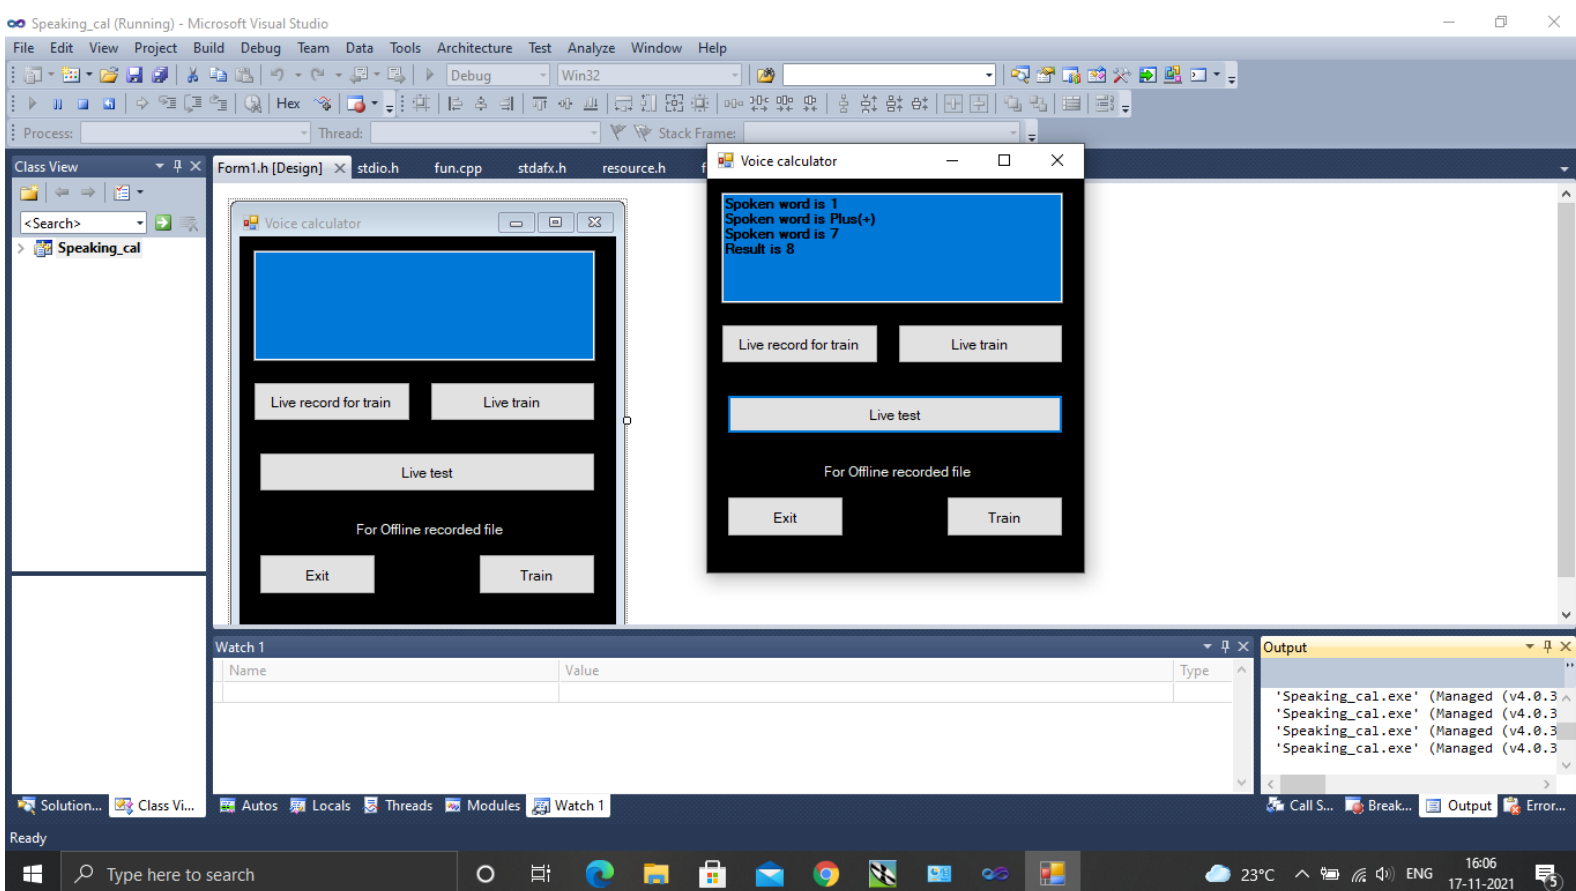 Speaking_cal (Running) - Microsoft Visual Studio
File Edit View Project Build Debug Team Data Tools Architecture Test Analyze Window Help
Debug Win32
Hex
Process: Thread: Stack Frame:
Class View
Form1.h [Design] stdio.h fun.cpp stdafx.h resource.h
<Search>
Speaking_cal
Voice calculator
Live record for train Live train
Live test
For Offline recorded file
Exit Train
Voice calculator
Spoken word is 1
Spoken word is Plus(+)
Spoken word is 7
Result is 8
Live record for train Live train
Live test
For Offline recorded file
Exit Train
Watch 1
Name Value Type
Output
'Speaking_cal.exe' (Managed (v4.0.3
'Speaking_cal.exe' (Managed (v4.0.3
'Speaking_cal.exe' (Managed (v4.0.3
'Speaking_cal.exe' (Managed (v4.0.3
Solution... Class Vi... Autos Locals Threads Modules Watch 1 Call S... Break... Output Error...
Ready
Type here to search
23°C ENG 16:06
17-11-2021
5